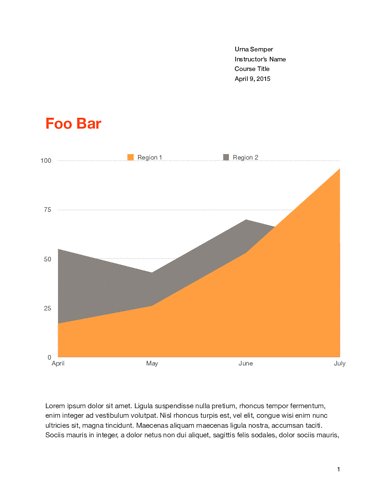 Urna Semper
Instructor's Name
Course Title
April 9, 2015
Foo Bar
Region 1
Region 2
100
75
50
25
0
April
May
June
July
Lorem ipsum dolor sit amet. Ligula suspendisse nulla pretium, rhoncus tempor fermentum,
enim integer ad vestibulum volutpat. Nisl rhoncus turpis est, vel elit, congue wisi enim nunc
ultricies sit, magna tincidunt. Maecenas aliquam maecenas ligula nostra, accumsan taciti.
Sociis mauris in integer, a dolor netus non dui aliquet, sagittis felis sodales, dolor sociis mauris,
1